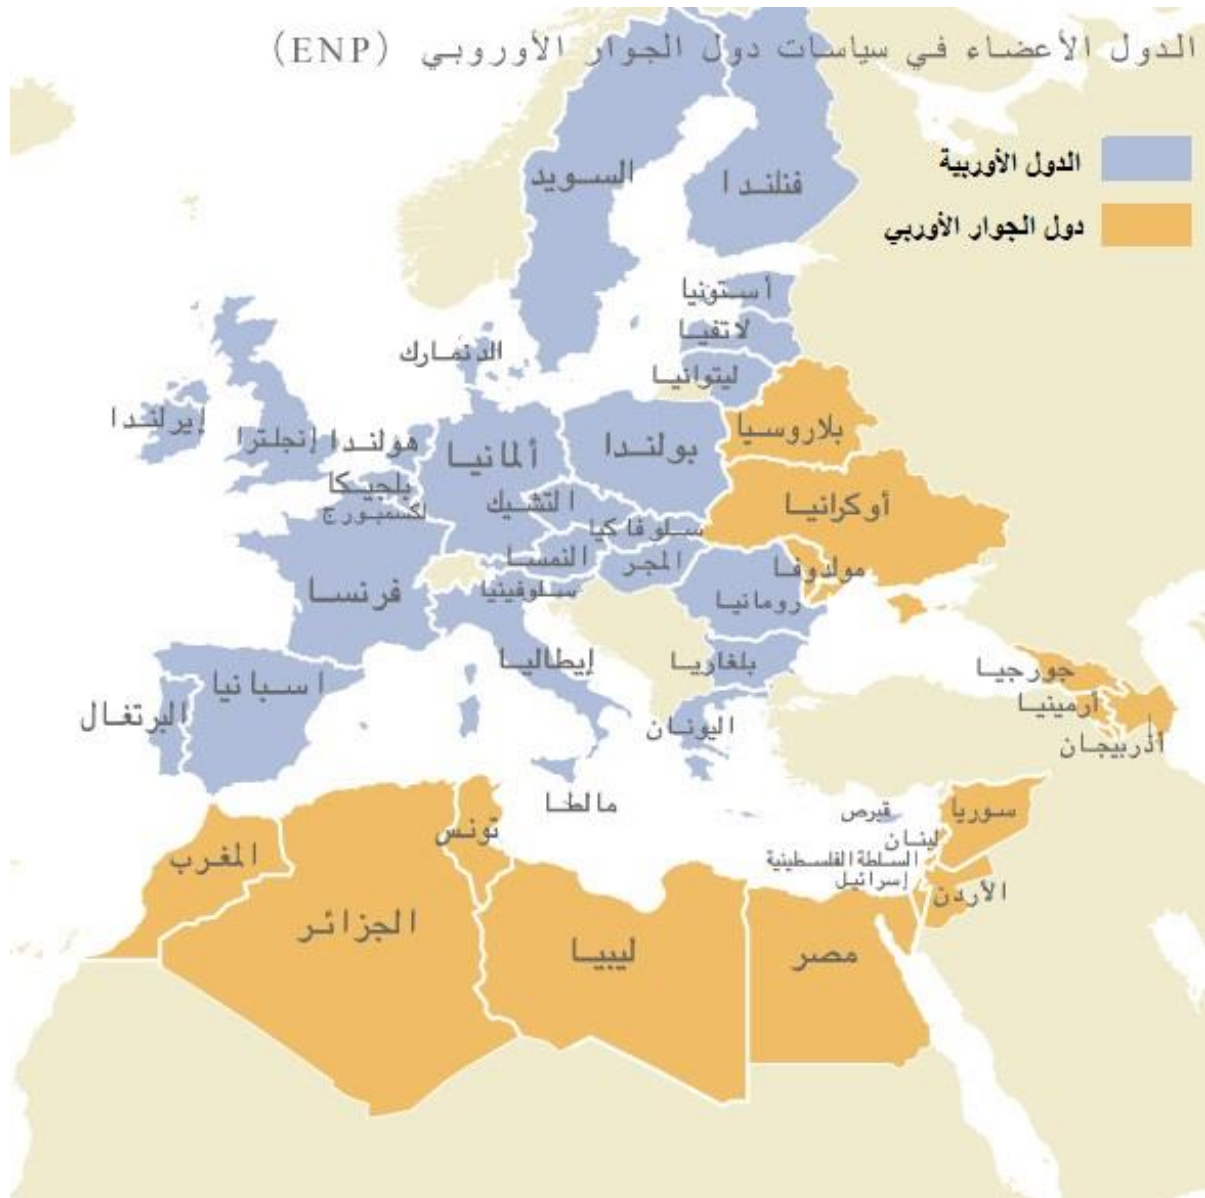 الدول الأعضاء في سياسات دول الجوار الأوروبي (ENP)
الدول الأوربية
دول الجوار الأوربي
السويد
فنلندا
أستونيا
لاتفيا
الدنمارك
ليتوانيا
إيرلندا
إنجلترا
هولندا
ألمانيا
بولندا
بلاروسيا
بلجيكا
لكسمبورج
التشيك
أوكرانيا
سلوفاكيا
النمسا
المجر
مولدوفا
فرنسا
سلوفينيا
رومانيا
إيطاليا
بلغاريا
جورجيا
اسبانيا
أرمينيا
البرتغال
اليونان
أذربيجان
مالطا
قبرص
سوريا
تونس
لبنان
المغرب
السلطة الفلسطينية
إسرائيل
الأردن
الجزائر
ليبيا
مصر